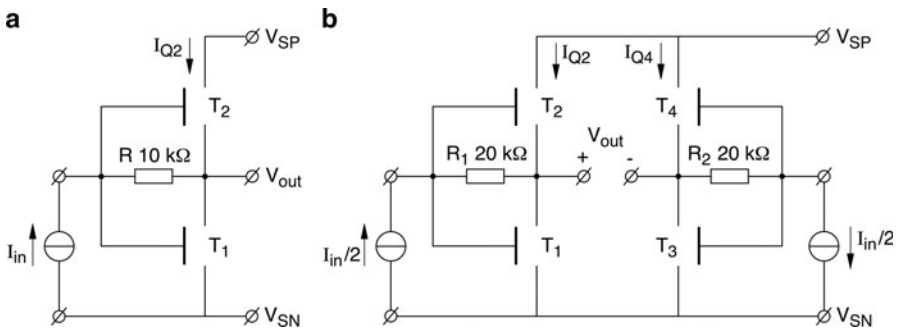 a
I_Q2
V_SP
T_2
R 10 kΩ
V_out
T_1
I_in
V_SN
b
I_Q2
I_Q4
V_SP
T_2
T_4
R_1 20 kΩ
V_out
+
-
R_2 20 kΩ
I_in/2
T_1
T_3
I_in/2
V_SN